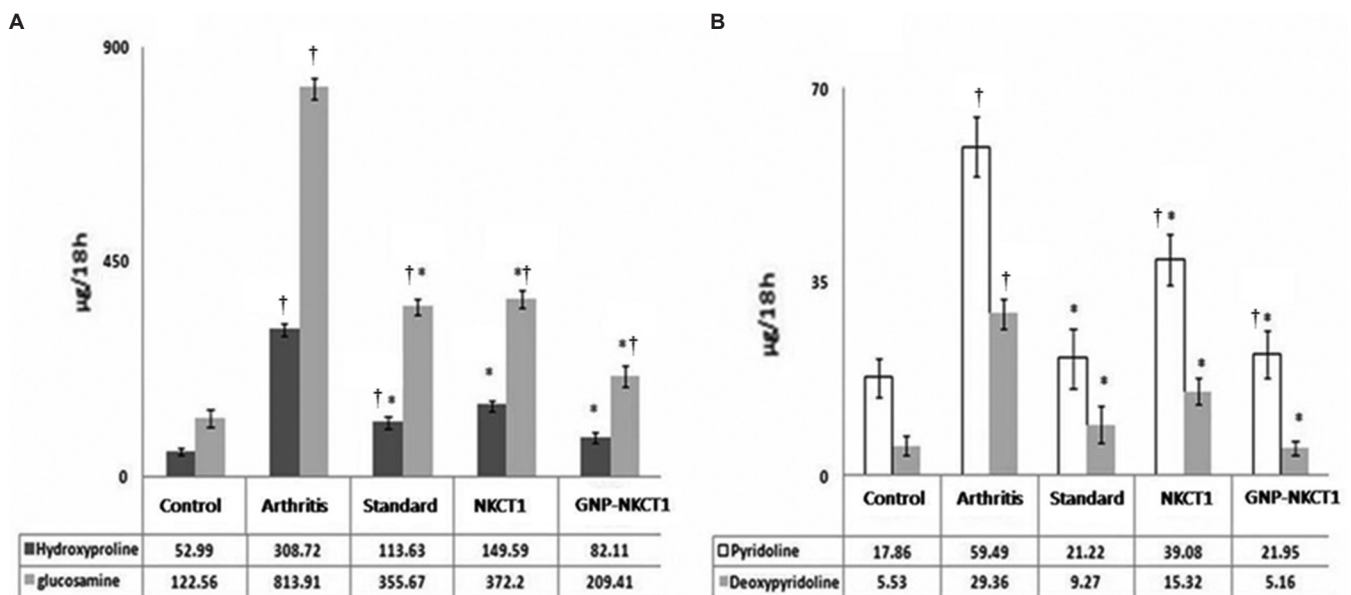 A
900
†
†
† *
*†
450
µg/18h
† *
*
*†
*
0
Control Arthritis Standard NKCT1 GNP-NKCT1
Hydroxyproline 52.99 308.72 113.63 149.59 82.11
glucosamine 122.56 813.91 355.67 372.2 209.41
B
70
†
† *
†
35
µg/18h
*
† *
*
*
*
0
Control Arthritis Standard NKCT1 GNP-NKCT1
Pyridoline 17.86 59.49 21.22 39.08 21.95
Deoxypyridoline 5.53 29.36 9.27 15.32 5.16